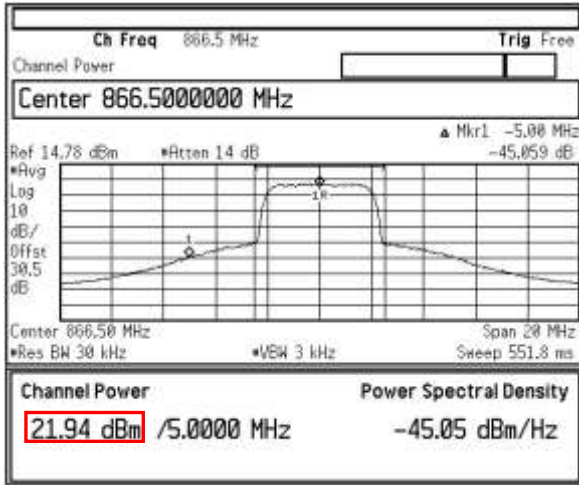 Ch Freq 866.5 MHz Trig Free
Channel Power
Center 866.5000000 MHz
▲ Mkr1 -5.00 MHz
Ref 14.78 dBm *Atten 14 dB -45.059 dB
*Avg
Log
10
dB/
Offst
30.5
dB
1
1R
Center 866.50 MHz Span 20 MHz
*Res BW 30 kHz *VBW 3 kHz Sweep 551.8 ms
Channel Power Power Spectral Density
21.94 dBm /5.0000 MHz -45.05 dBm/Hz